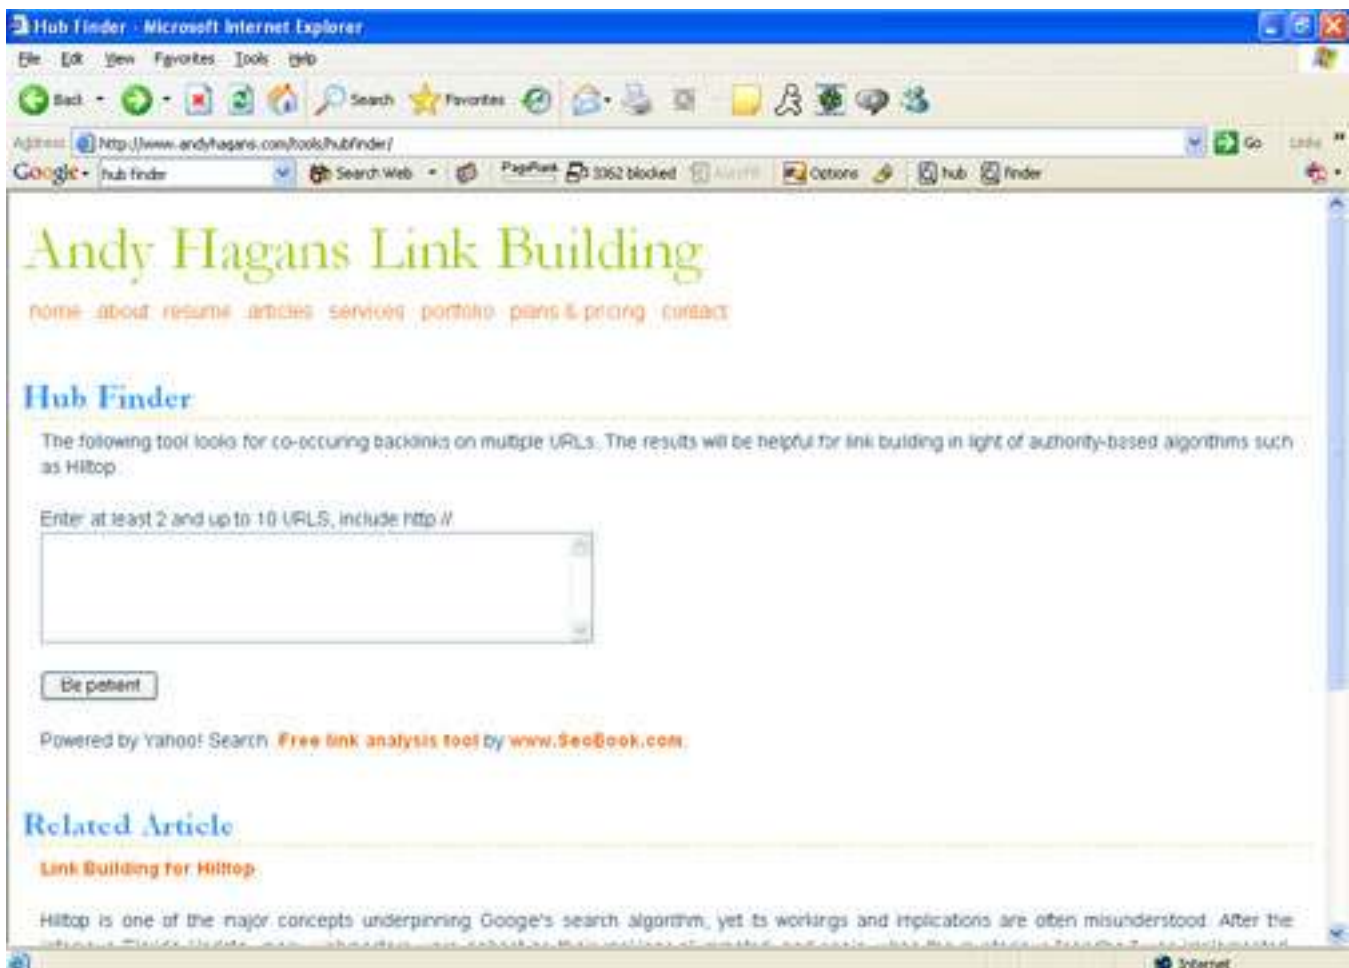 Hub Finder - Microsoft Internet Explorer
File Edit View Favorites Tools Help
Back Search Favorites
Address http://www.andyhagans.com/tools/hubfinder/ Go Links
Google hub finder Search Web PageRank 3362 blocked AutoFill Options hub finder
Andy Hagans Link Building
home about resume articles services portfolio plans & pricing contact
Hub Finder
The following tool looks for co-occuring backlinks on multiple URLs. The results will be helpful for link building in light of authority-based algorithms such
as Hilltop.
Enter at least 2 and up to 10 URLS, include http://
Be patient
Powered by Yahoo! Search. Free link analysis tool by www.SeoBook.com.
Related Article
Link Building for Hilltop
Hilltop is one of the major concepts underpinning Googe's search algorithm, yet its workings and implications are often misunderstood. After the
Internet